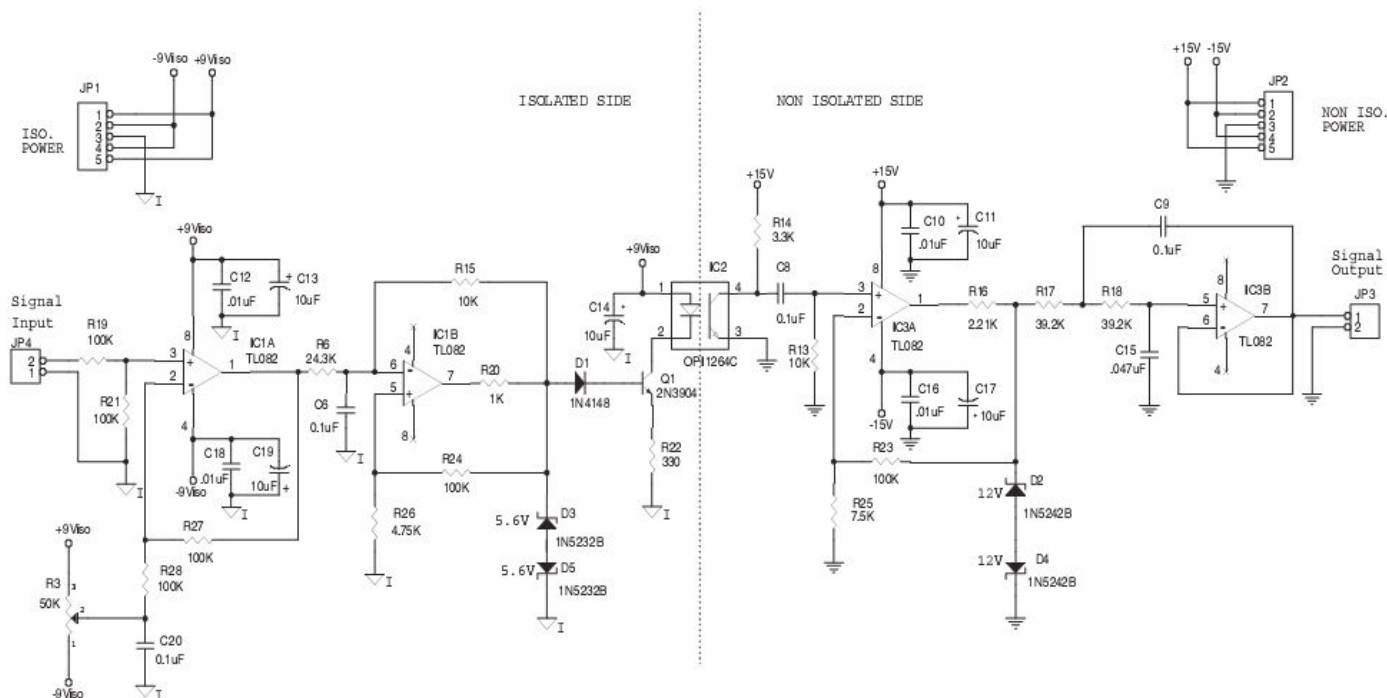 -9Viso +9Viso
JP1
1
2
3
4
5
ISO.
POWER
I
ISOLATED SIDE
NON ISOLATED SIDE
+15V -15V
JP2
1
2
3
4
5
NON ISO.
POWER
+9Viso
C12
.01uF
C13
+
10uF
I
8
Signal
Input
JP4
2
1
R19
100K
R21
100K
I
3
2
+
-
1
4
IC1A
TL082
-9Viso
C18
.01uF
C19
10uF
+
I
R27
100K
R28
100K
+9Viso
R3
50K
3
2
1
-9Viso
C20
0.1uF
I
R6
24.3K
C6
0.1uF
I
R15
10K
IC1B
TL082
4
6
5
-
+
7
8
R20
1K
R24
100K
R26
4.75K
I
D1
1N4148
5.6V
D3
1N5232B
5.6V
D5
1N5232B
I
Q1
2N3904
R22
330
I
+9Viso
C14
+
10uF
I
IC2
1
2
4
3
OPI1264C
+15V
R14
3.3K
C8
0.1uF
R13
10K
+15V
C10
.01uF
C11
+
10uF
8
3
2
+
-
1
IC3A
TL082
4
-15V
C16
.01uF
C17
+
10uF
R23
100K
R25
7.5K
R16
2.21K
R17
39.2K
R18
39.2K
C9
0.1uF
C15
.047uF
12V
D2
1N5242B
12V
D4
1N5242B
8
5
6
+
-
7
4
IC3B
TL082
Signal
Output
JP3
1
2